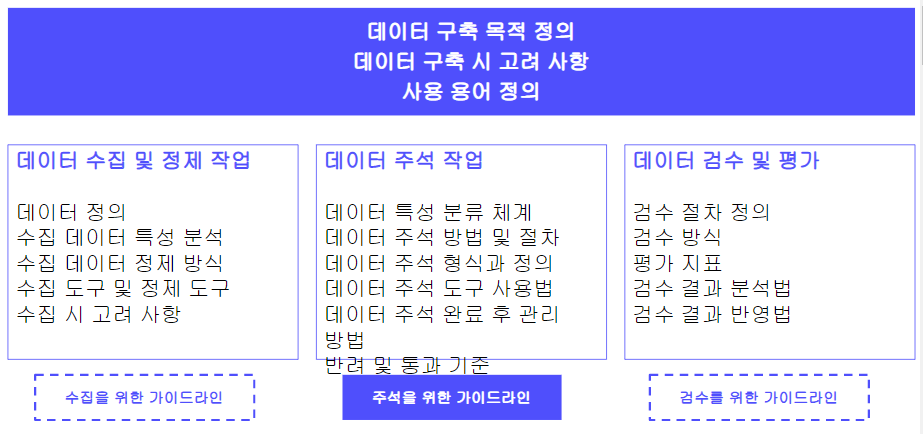 데이터 구축 목적 정의
데이터 구축 시 고려 사항
사용 용어 정의
데이터 수집 및 정제 작업
데이터 정의
수집 데이터 특성 분석
수집 데이터 정제 방식
수집 도구 및 정제 도구
수집 시 고려 사항
데이터 주석 작업
데이터 특성 분류 체계
데이터 주석 방법 및 절차
데이터 주석 형식과 정의
데이터 주석 도구 사용법
데이터 주석 완료 후 관리
방법
반려 및 통과 기준
데이터 검수 및 평가
검수 절차 정의
검수 방식
평가 지표
검수 결과 분석법
검수 결과 반영법
수집을 위한 가이드라인
주석을 위한 가이드라인
검수를 위한 가이드라인